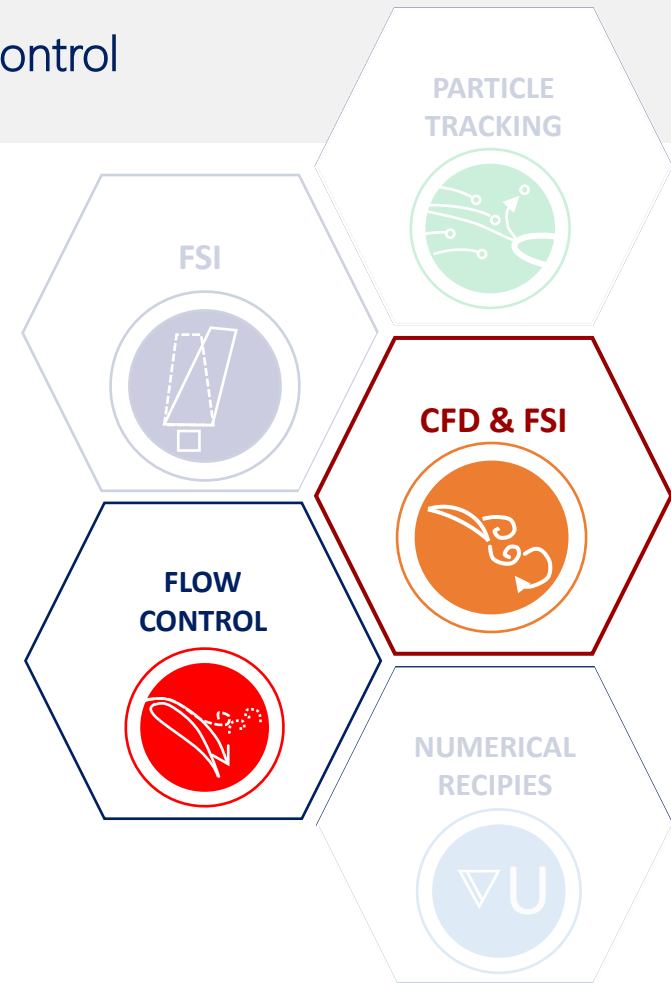 ontrol
PARTICLE
TRACKING
FSI
CFD & FSI
FLOW
CONTROL
NUMERICAL
RECIPIES
▽U